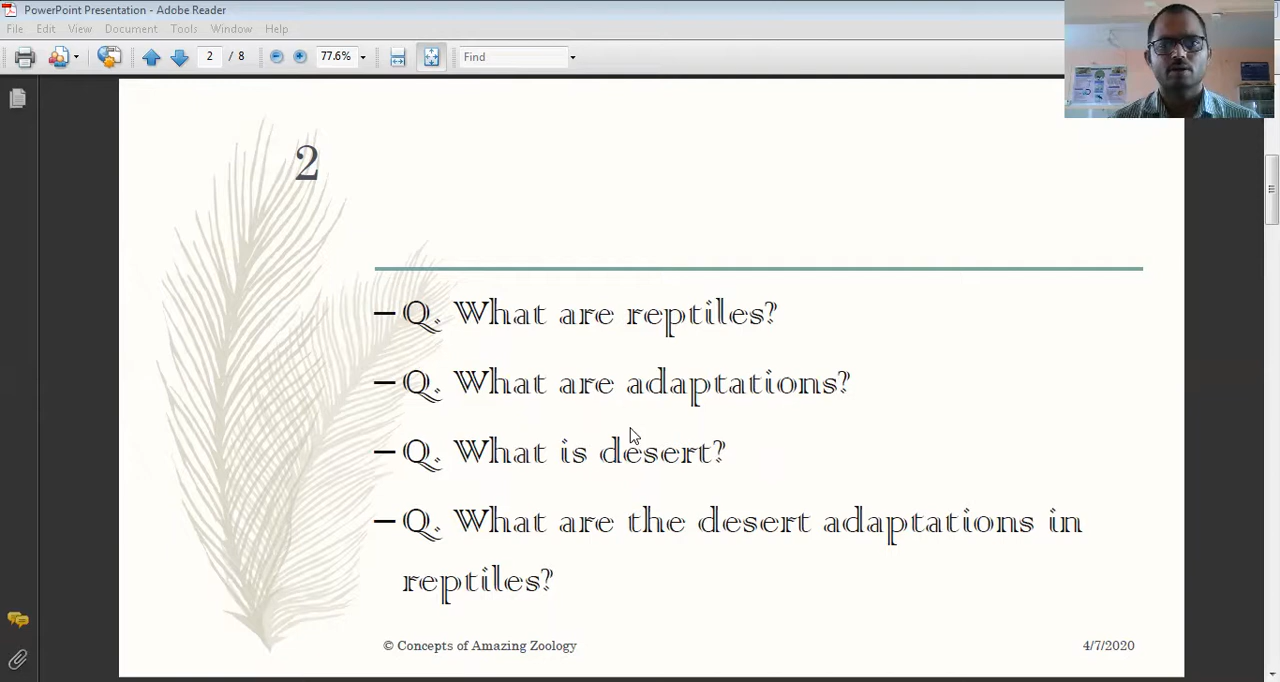 PowerPoint Presentation - Adobe Reader
File Edit View Document Tools Window Help
2 / 8 77.6% Find
2
– Q. What are reptiles?
– Q. What are adaptations?
– Q. What is desert?
– Q. What are the desert adaptations in
reptiles?
© Concepts of Amazing Zoology 4/7/2020